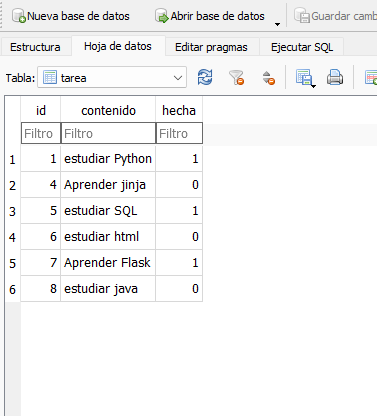 Nueva base de datos Abrir base de datos Guardar camb
Estructura Hoja de datos Editar pragmas Ejecutar SQL
Tabla: tarea
id contenido hecha
Filtro Filtro Filtro
1 1 estudiar Python 1
2 4 Aprender jinja 0
3 5 estudiar SQL 1
4 6 estudiar html 0
5 7 Aprender Flask 1
6 8 estudiar java 0